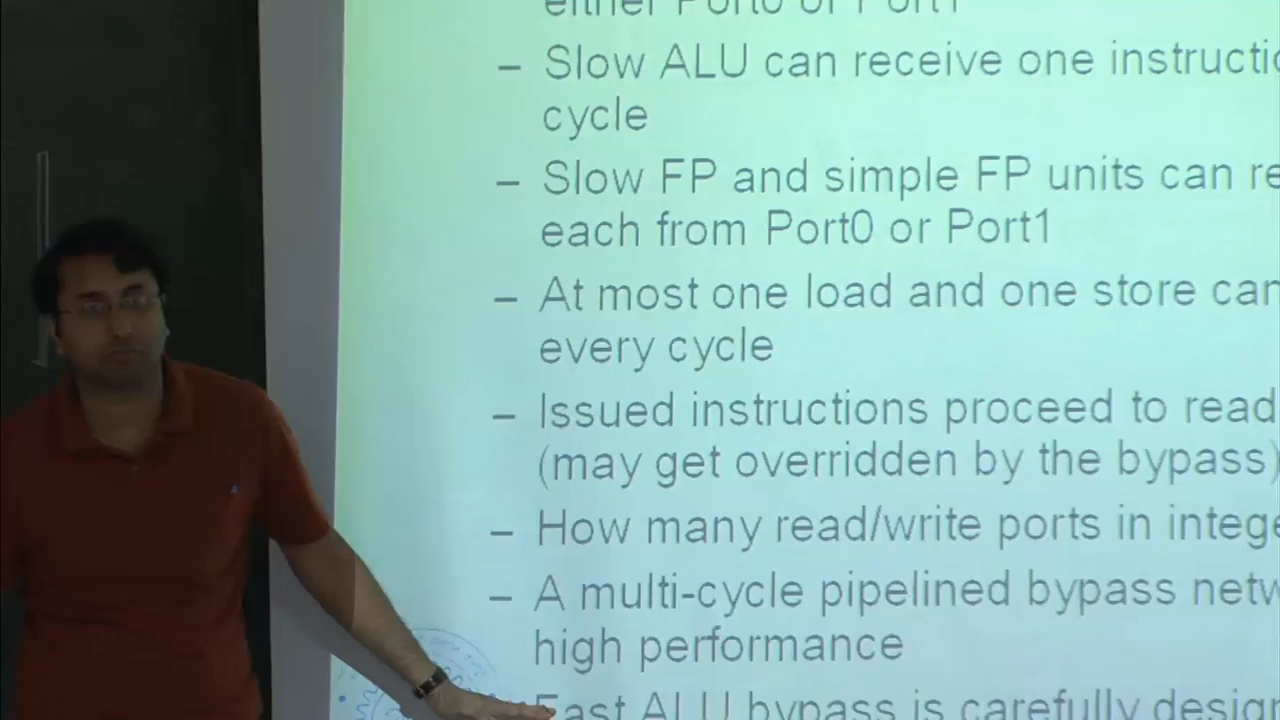 either Port0 or Port1
– Slow ALU can receive one instructi
cycle
– Slow FP and simple FP units can re
each from Port0 or Port1
– At most one load and one store can
every cycle
– Issued instructions proceed to read
(may get overridden by the bypass)
– How many read/write ports in intege
– A multi-cycle pipelined bypass netw
high performance
Fast ALU bypass is carefully desig